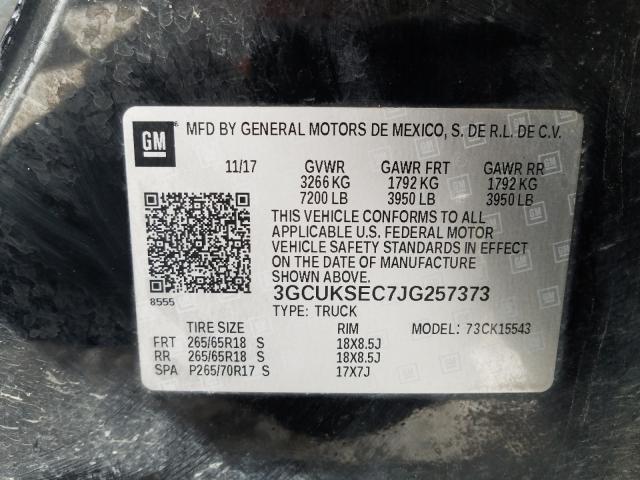 GM
MFD BY GENERAL MOTORS DE MEXICO, S. DE R.L. DE C.V.
11/17 GVWR GAWR FRT GAWR RR
3266 KG 1792 KG 1792 KG
7200 LB 3950 LB 3950 LB
THIS VEHICLE CONFORMS TO ALL
APPLICABLE U.S. FEDERAL MOTOR
VEHICLE SAFETY STANDARDS IN EFFECT
ON THE DATE OF MANUFACTURE
SHOWN ABOVE.
8555
3GCUKSEC7JG257373
TYPE: TRUCK
TIRE SIZE RIM MODEL: 73CK15543
FRT 265/65R18 S 18X8.5J
RR 265/65R18 S 18X8.5J
SPA P265/70R17 S 17X7J